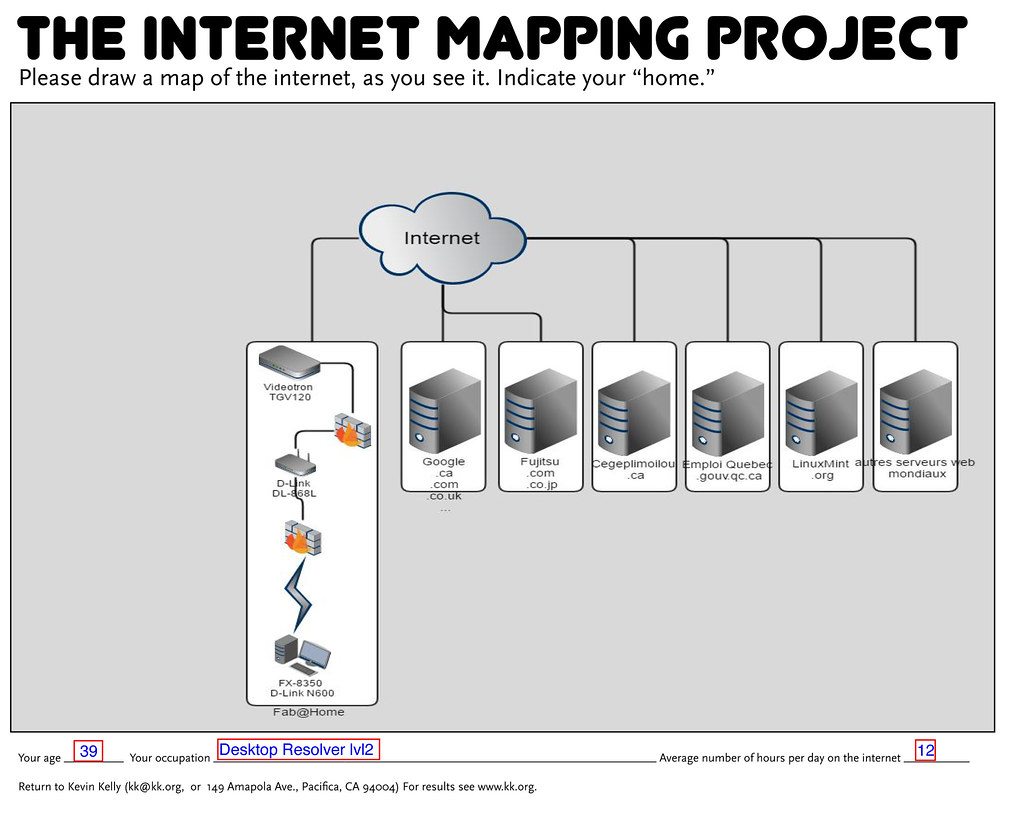 THE INTERNET MAPPING PROJECT
Please draw a map of the internet, as you see it. Indicate your “home.”
Internet
Videotron
TGV120
D-Link
DL-868L
FX-8350
D-Link N600
Fab@Home
Google
.ca
.com
.co.uk
...
Fujitsu
.com
.co.jp
Cegeplimoilou
.ca
Emploi Quebec
.gouv.qc.ca
LinuxMint
.org
autres serveurs web
mondiaux
Your age 39 Your occupation Desktop Resolver lvl2 Average number of hours per day on the internet 12
Return to Kevin Kelly (kk@kk.org, or 149 Amapola Ave., Pacifica, CA 94004) For results see www.kk.org.